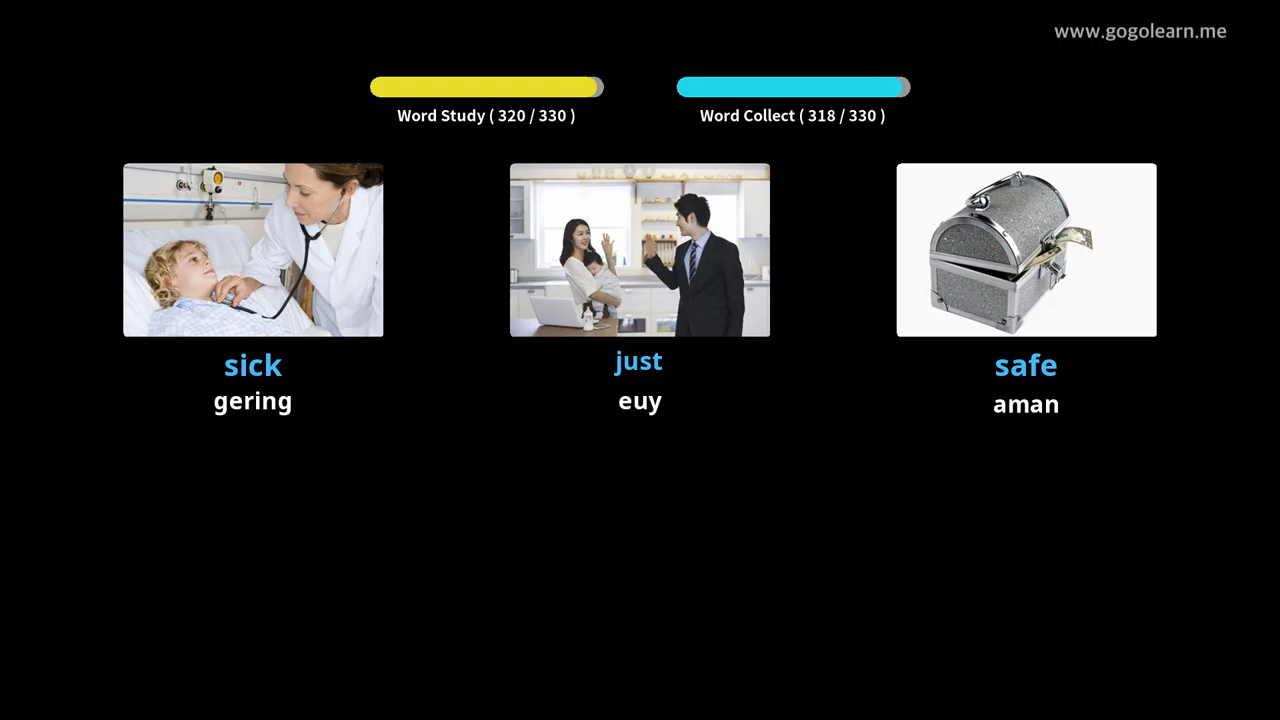 www.gogolearn.me
Word Study ( 320 / 330 )
Word Collect ( 318 / 330 )
sick
gering
just
euy
safe
aman